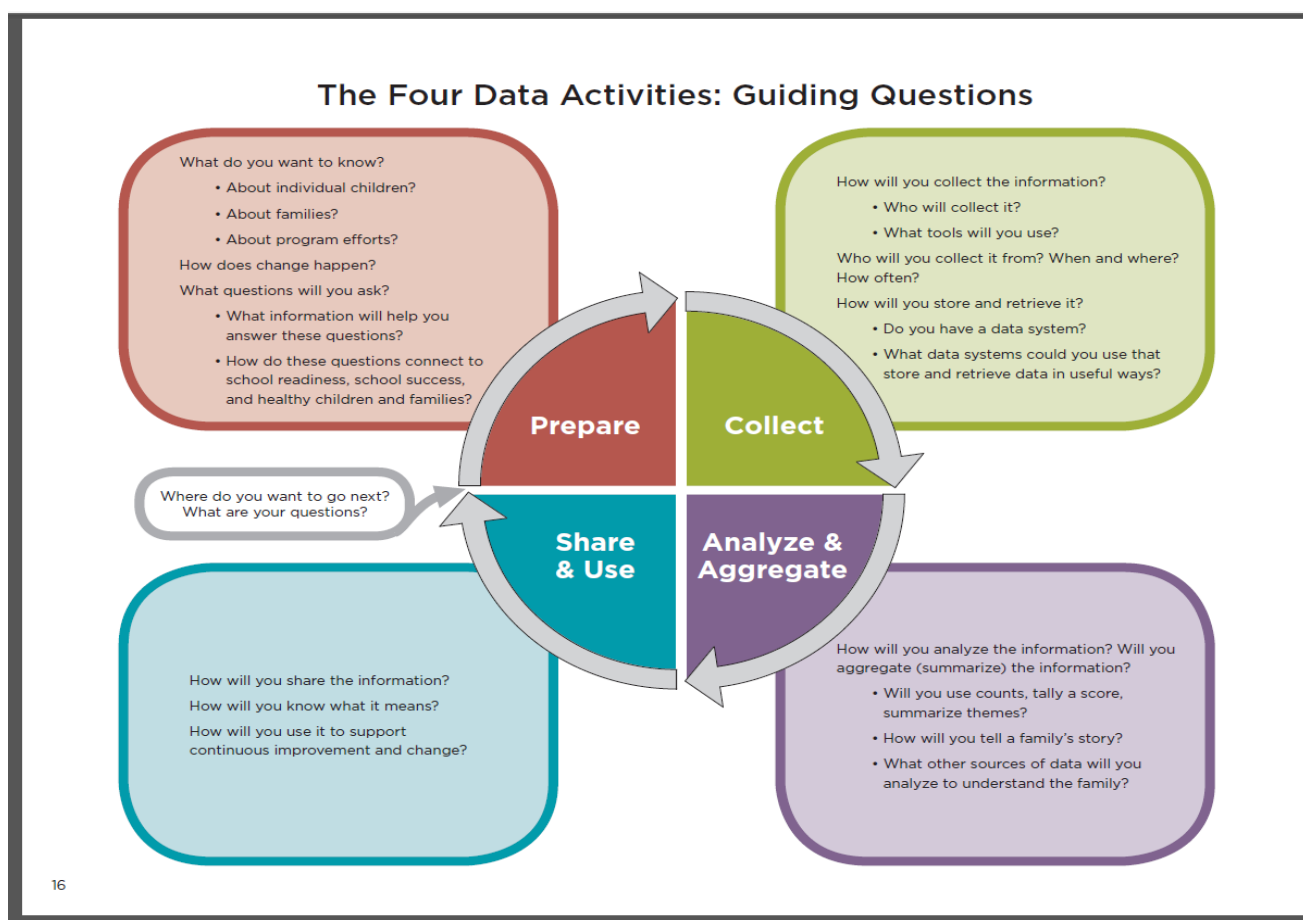 The Four Data Activities: Guiding Questions
What do you want to know?
• About individual children?
• About families?
• About program efforts?
How does change happen?
What questions will you ask?
• What information will help you
answer these questions?
• How do these questions connect to
school readiness, school success,
and healthy children and families?
How will you collect the information?
• Who will collect it?
• What tools will you use?
Who will you collect it from? When and where?
How often?
How will you store and retrieve it?
• Do you have a data system?
• What data systems could you use that
store and retrieve data in useful ways?
Prepare
Collect
Where do you want to go next?
What are your questions?
Share
& Use
Analyze &
Aggregate
How will you share the information?
How will you know what it means?
How will you use it to support
continuous improvement and change?
How will you analyze the information? Will you
aggregate (summarize) the information?
• Will you use counts, tally a score,
summarize themes?
• How will you tell a family's story?
• What other sources of data will you
analyze to understand the family?
16